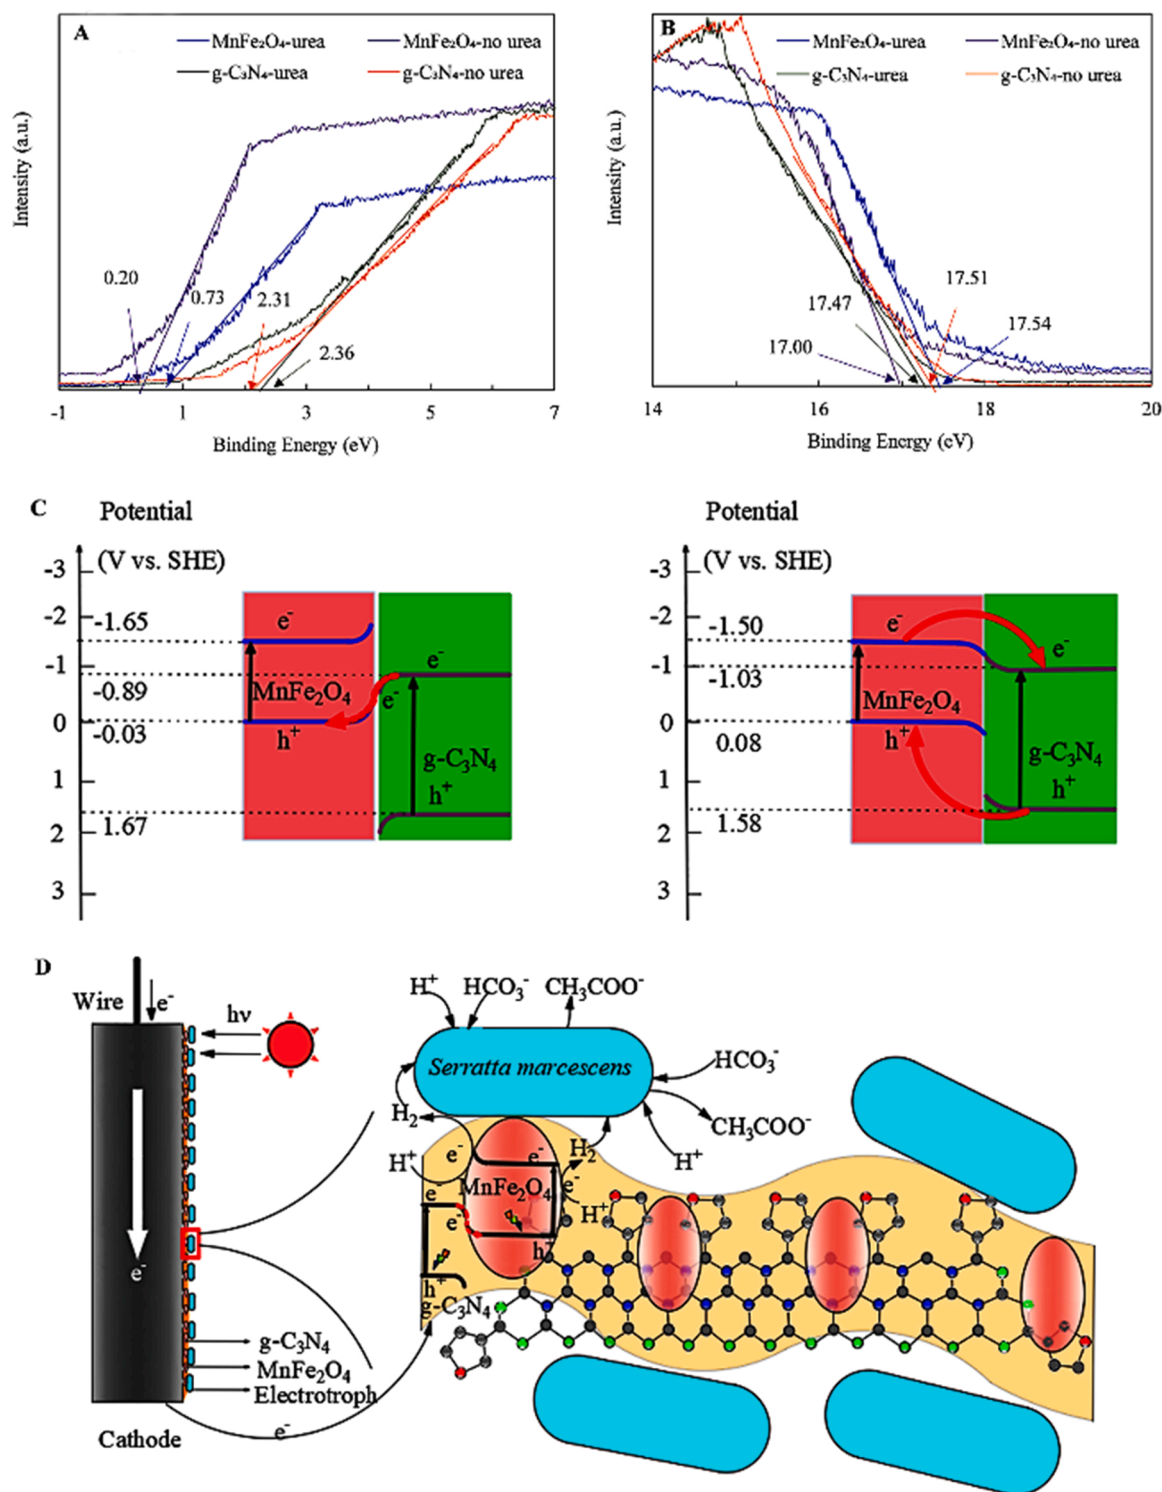 A
MnFe₂O₄-urea
MnFe₂O₄-no urea
g-C₃N₄-urea
g-C₃N₄-no urea
Intensity (a.u.)
0.20
0.73
2.31
2.36
-1
1
3
5
7
Binding Energy (eV)
B
MnFe₂O₄-urea
MnFe₂O₄-no urea
g-C₃N₄-urea
g-C₃N₄-no urea
Intensity (a.u.)
17.51
17.47
17.54
17.00
14
16
18
20
Binding Energy (eV)
C
Potential
(V vs. SHE)
-3
-2
-1
0
1
2
3
-1.65
-0.89
-0.03
1.67
e⁻
MnFe₂O₄
h⁺
e⁻
e⁻
g-C₃N₄
h⁺
Potential
(V vs. SHE)
-3
-2
-1
0
1
2
3
-1.50
-1.03
0.08
1.58
e⁻
MnFe₂O₄
h⁺
e⁻
g-C₃N₄
h⁺
D
Wire
e⁻
hν
e⁻
g-C₃N₄
MnFe₂O₄
Electrotroph
Cathode
e⁻
H⁺
HCO₃⁻
CH₃COO⁻
Serratta marcescens
HCO₃⁻
CH₃COO⁻
H₂
H⁺
e⁻
e⁻
H₂
H⁺
MnFe₂O₄
e⁻
e⁻
e⁻
H⁺
h⁺
h⁺
g-C₃N₄